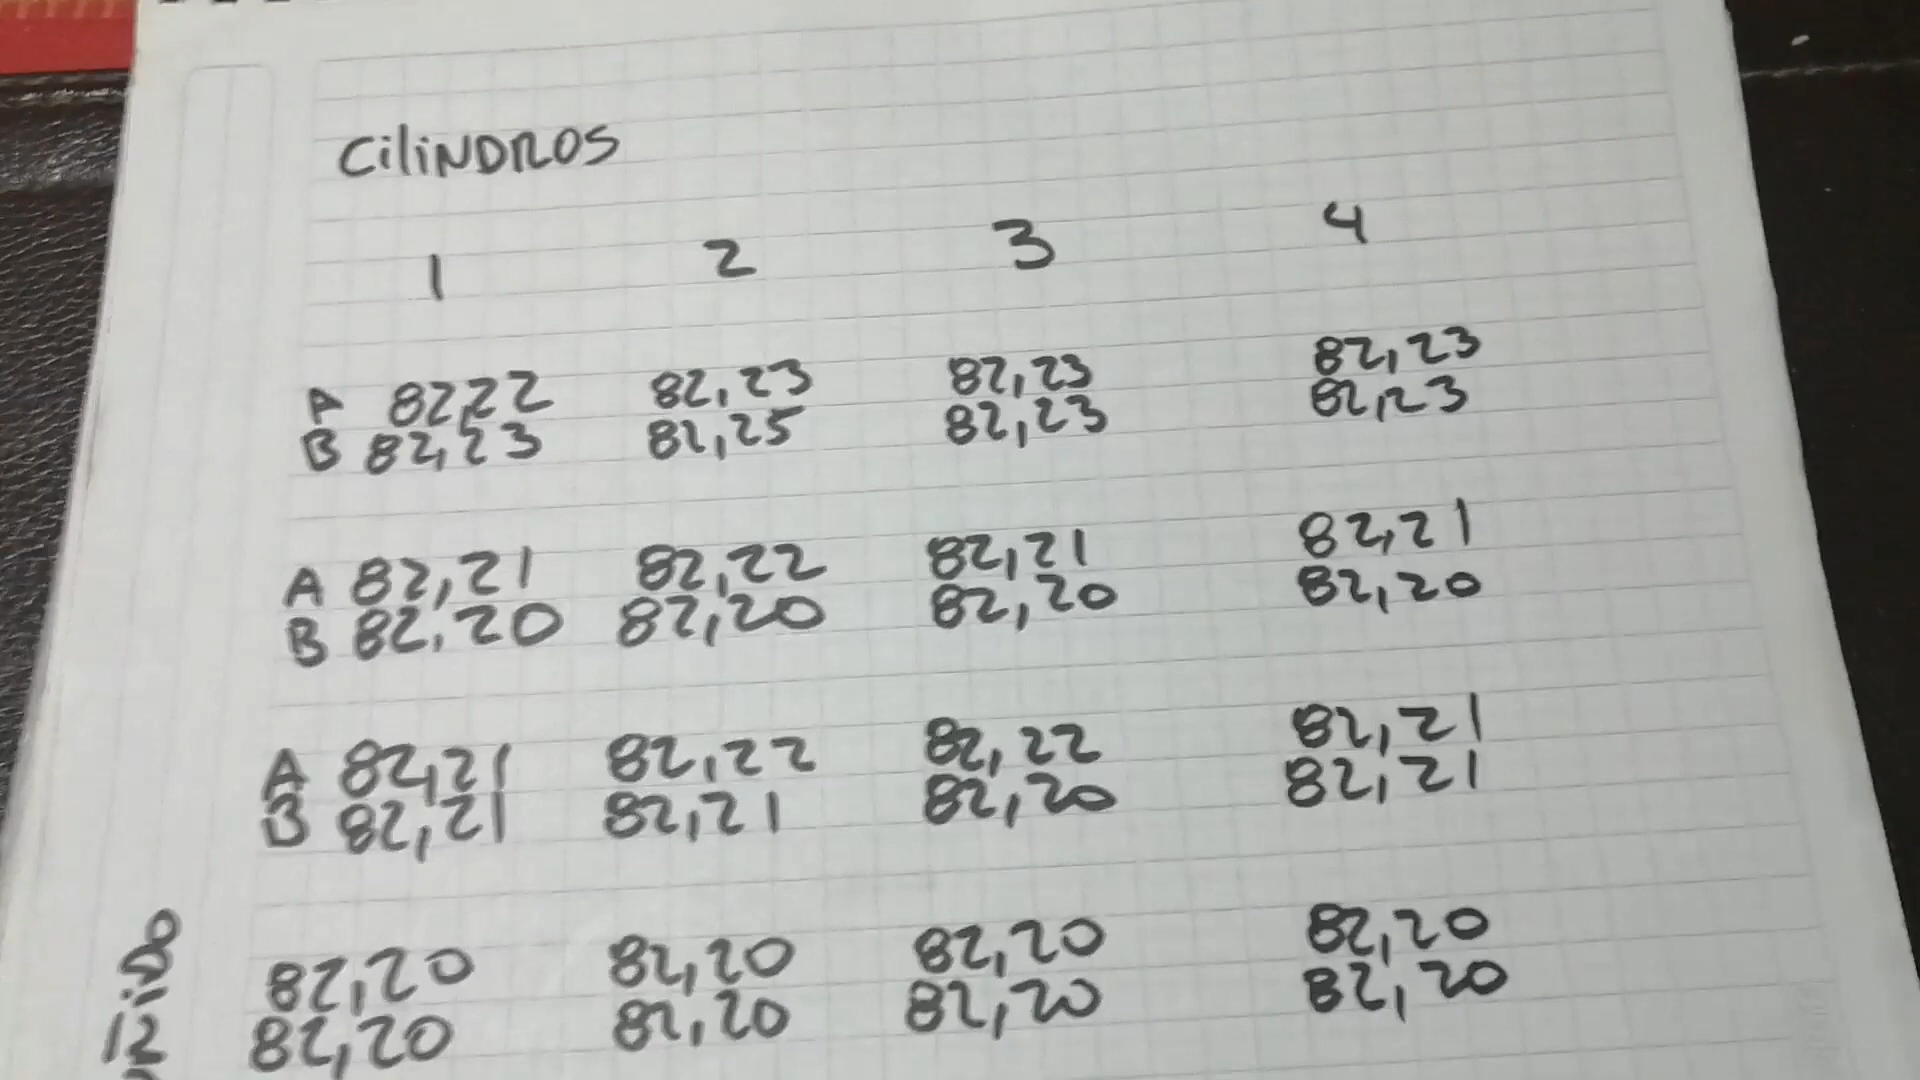 CiliNDROS
1 2 3 4
A 82,22 82,23 82,23 82,23
B 82,23 82,25 82,23 82,23
A 82,21 82,22 82,21 82,21
B 82,20 82,20 82,20 82,20
A 82,21 82,22 82,22 82,21
B 82,21 82,21 82,20 82,21
82,20 82,20 82,20 82,20
82,20 82,20 82,20 82,20